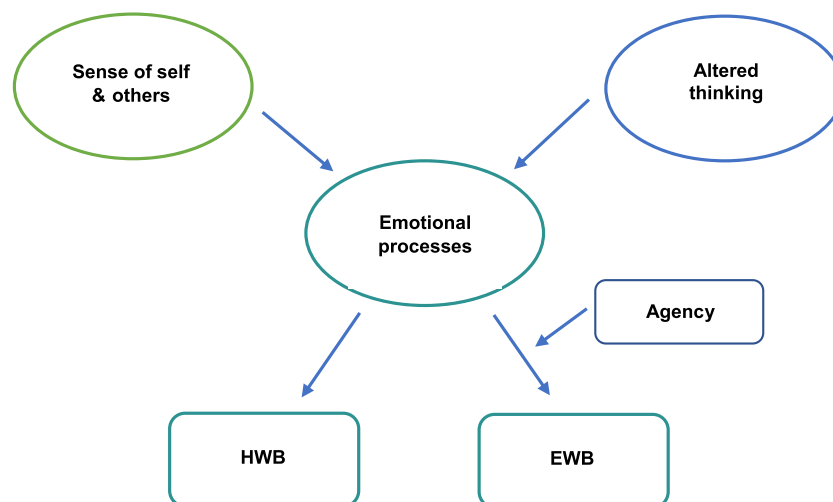 Sense of self
& others
Altered
thinking
Emotional
processes
Agency
HWB
EWB